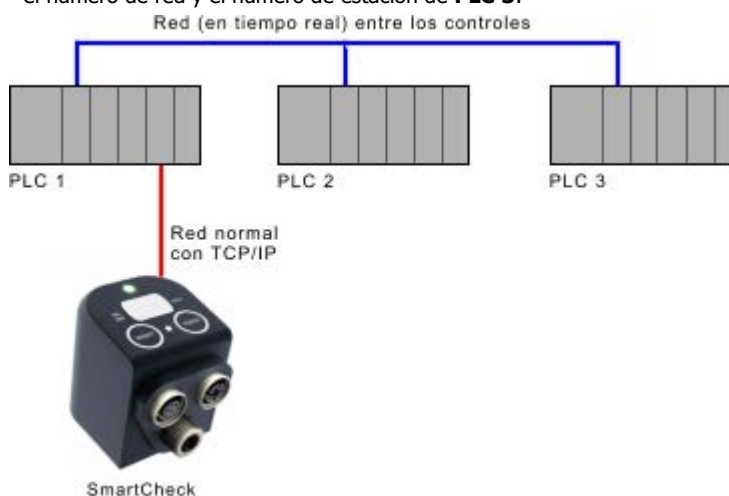 el número de red y el número de estación de PLC 3.
Red (en tiempo real) entre los controles
PLC 1
PLC 2
PLC 3
Red normal
con TCP/IP
SmartCheck